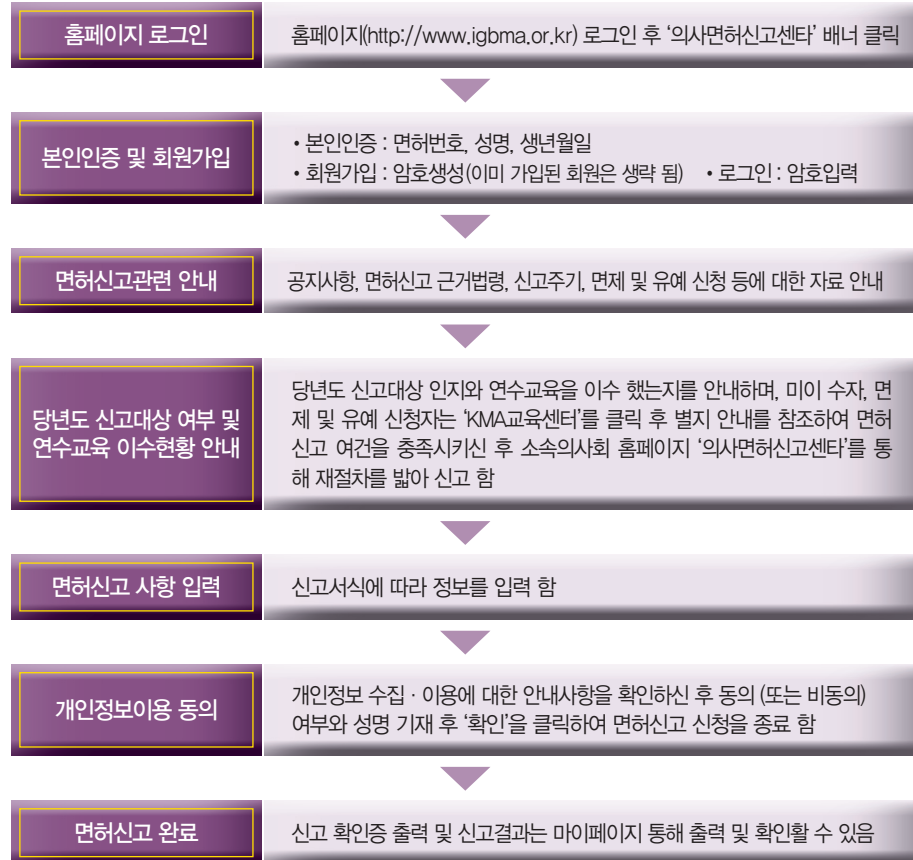 홈페이지 로그인
홈페이지(http://www.igbma.or.kr) 로그인 후 ‘의사면허신고센타’ 배너 클릭
본인인증 및 회원가입
• 본인인증 : 면허번호, 성명, 생년월일
• 회원가입 : 암호생성(이미 가입된 회원은 생략 됨) • 로그인 : 암호입력
면허신고관련 안내
공지사항, 면허신고 근거법령, 신고주기, 면제 및 유예 신청 등에 대한 자료 안내
당년도 신고대상 여부 및
연수교육 이수현황 안내
당년도 신고대상 인지와 연수교육을 이수 했는지를 안내하며, 미이 수자, 면
제 및 유예 신청자는 ‘KMA교육센터’를 클릭 후 별지 안내를 참조하여 면허
신고 여건을 충족시키신 후 소속의사회 홈페이지 ‘의사면허신고센타’를 통
해 재절차를 밟아 신고 함
면허신고 사항 입력
신고서식에 따라 정보를 입력 함
개인정보이용 동의
개인정보 수집 · 이용에 대한 안내사항을 확인하신 후 동의 (또는 비동의)
여부와 성명 기재 후 ‘확인’을 클릭하여 면허신고 신청을 종료 함
면허신고 완료
신고 확인증 출력 및 신고결과는 마이페이지 통해 출력 및 확인할 수 있음